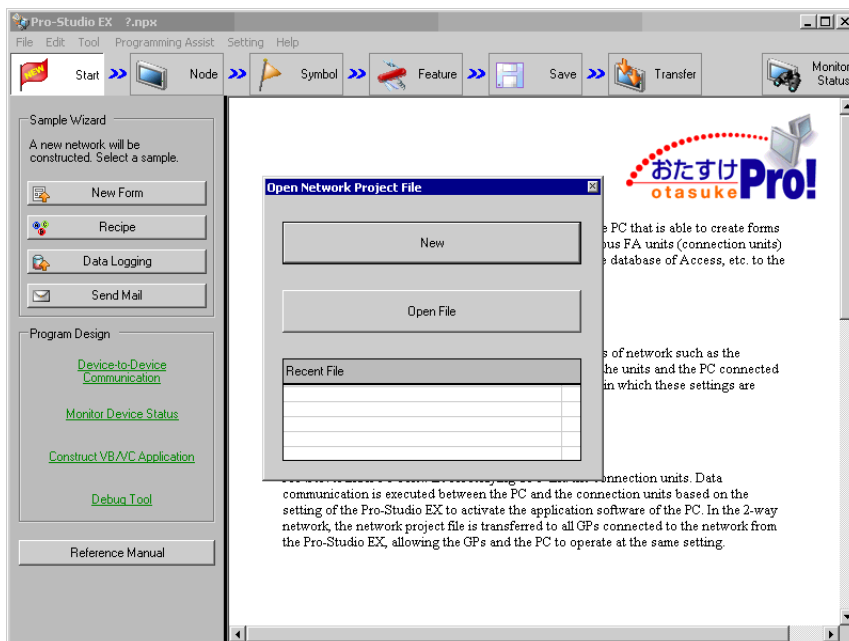 Pro-Studio EX ?.npx
File Edit Tool Programming Assist Setting Help
NEW Start Node Symbol Feature Save Transfer Monitor Status
Sample Wizard
A new network will be
constructed. Select a sample.
New Form
Recipe
Data Logging
Send Mail
Program Design
Device-to-Device
Communication
Monitor Device Status
Construct VB/VC Application
Debug Tool
Reference Manual
おたすけ Pro!
otasuke
Open Network Project File
New
Open File
Recent File
e PC that is able to create forms
ous FA units (connection units)
e database of Access, etc. to the
s of network such as the
he units and the PC connected
in which these settings are
connection units. Data
communication is executed between the PC and the connection units based on the
setting of the Pro-Studio EX to activate the application software of the PC. In the 2-way
network, the network project file is transferred to all GPs connected to the network from
the Pro-Studio EX, allowing the GPs and the PC to operate at the same setting.